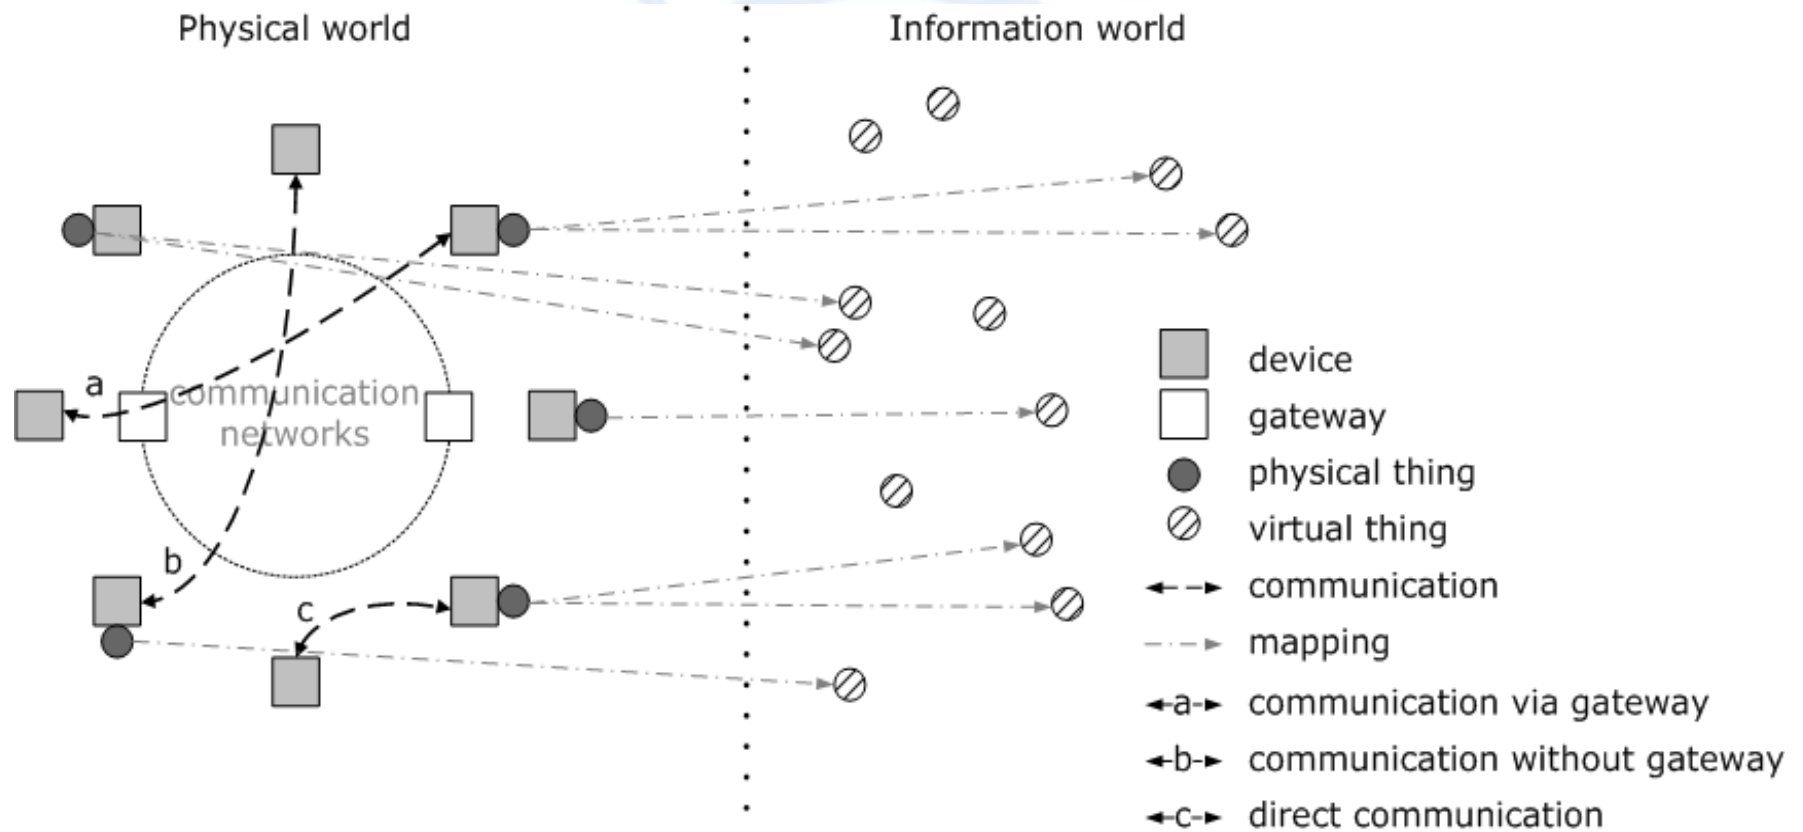 Physical world
Information world
a
communication
networks
b
c
device
gateway
physical thing
virtual thing
communication
mapping
a
communication via gateway
b
communication without gateway
c
direct communication